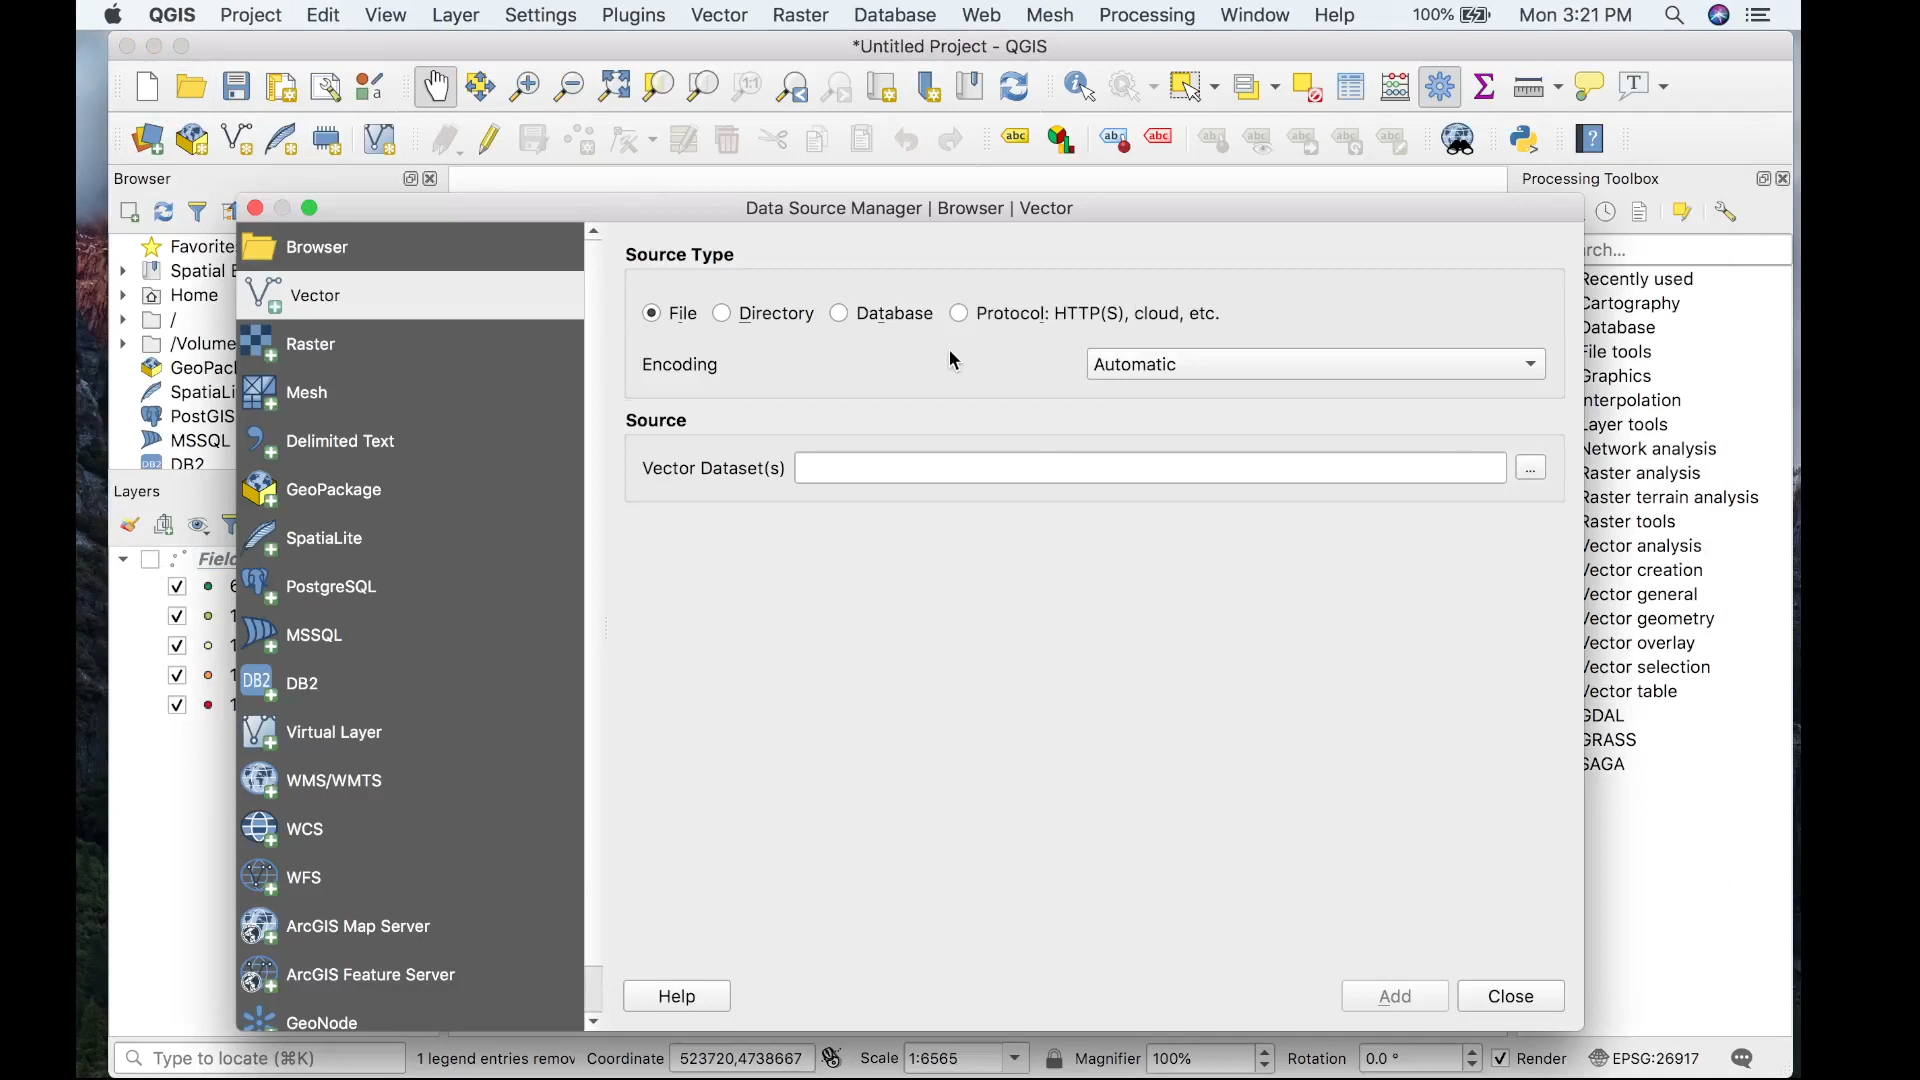 QGIS Project Edit View Layer Settings Plugins Vector Raster Database Web Mesh Processing Window Help 100% Mon 3:21 PM
*Untitled Project - QGIS
Browser
Processing Toolbox
Data Source Manager | Browser | Vector
Favorite
Spatial B
Home
/
/Volume
GeoPack
SpatiaLi
PostGIS
MSSQL
DB2
Layers
Field
Browser
Vector
Raster
Mesh
Delimited Text
GeoPackage
SpatiaLite
PostgreSQL
MSSQL
DB2
Virtual Layer
WMS/WMTS
WCS
WFS
ArcGIS Map Server
ArcGIS Feature Server
GeoNode
Source Type
File Directory Database Protocol: HTTP(S), cloud, etc.
Encoding Automatic
Source
Vector Dataset(s) ...
Help Add Close
rch...
Recently used
Cartography
Database
File tools
Graphics
nterpolation
Layer tools
Network analysis
Raster analysis
Raster terrain analysis
Raster tools
Vector analysis
Vector creation
Vector general
Vector geometry
Vector overlay
Vector selection
Vector table
GDAL
GRASS
SAGA
Type to locate (⌘K) 1 legend entries remov Coordinate 523720,4738667 Scale 1:6565 Magnifier 100% Rotation 0.0 ° Render EPSG:26917